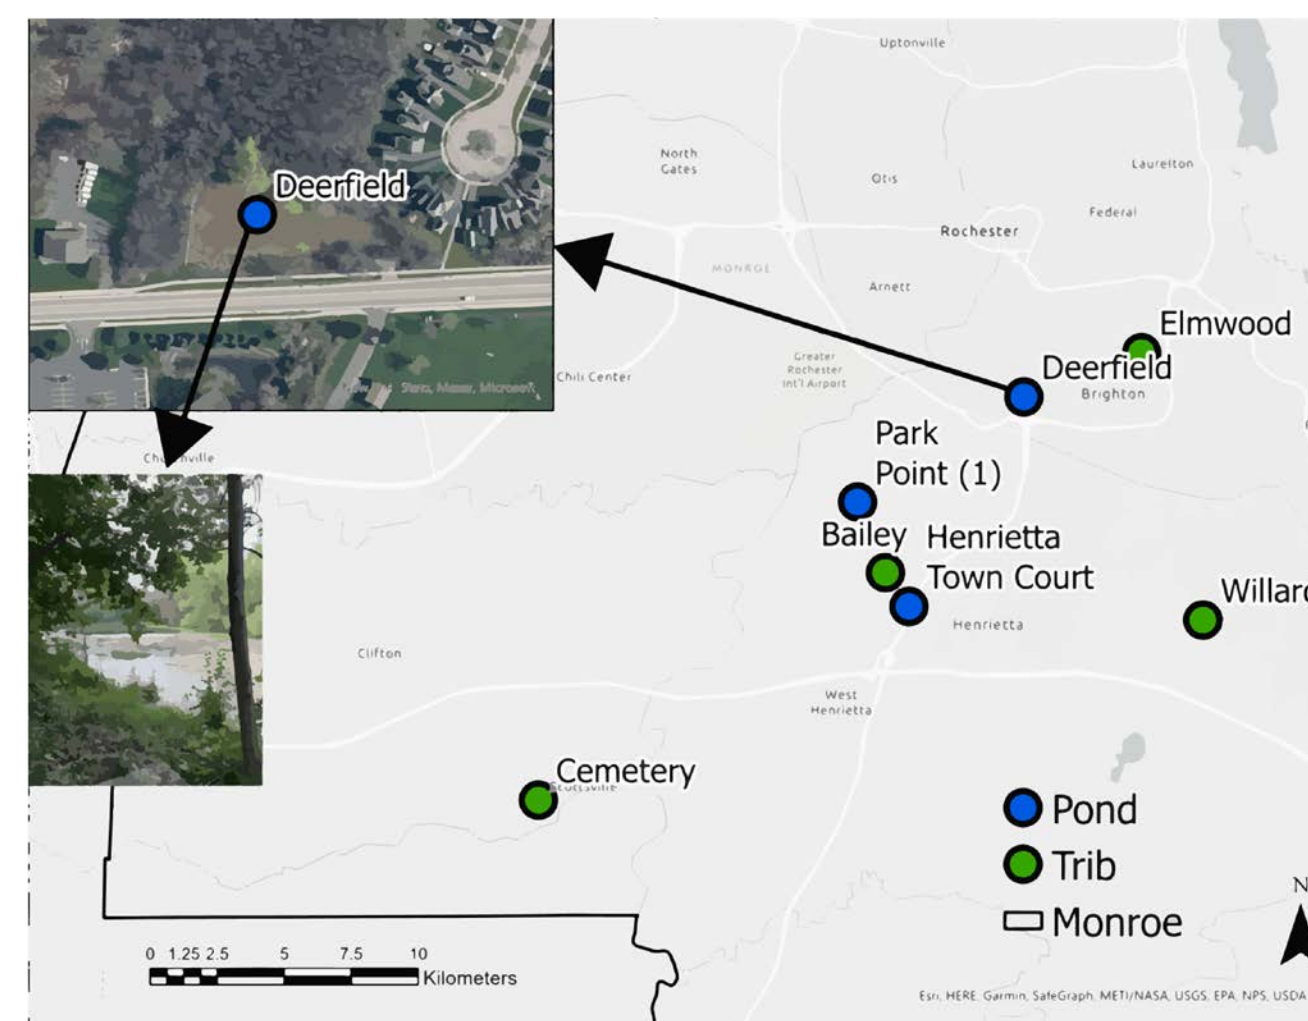 Uptonville
North
Gates
Otis
Laurelton
Federal
Rochester
MONROE
Arnett
Deerfield
Elmwood
Greater
Rochester
Int'l Airport
Chili Center
Deerfield
Brighton
Park
Point (1)
Bailey
Henrietta
Town Court
Willard
Henrietta
Clifton
West
Henrietta
Cemetery
Scottsville
Pond
Trib
Monroe
N
0 1.25 2.5 5 7.5 10
Kilometers
Esri, HERE, Garmin, SafeGraph, METI/NASA, USGS, EPA, NPS, USDA